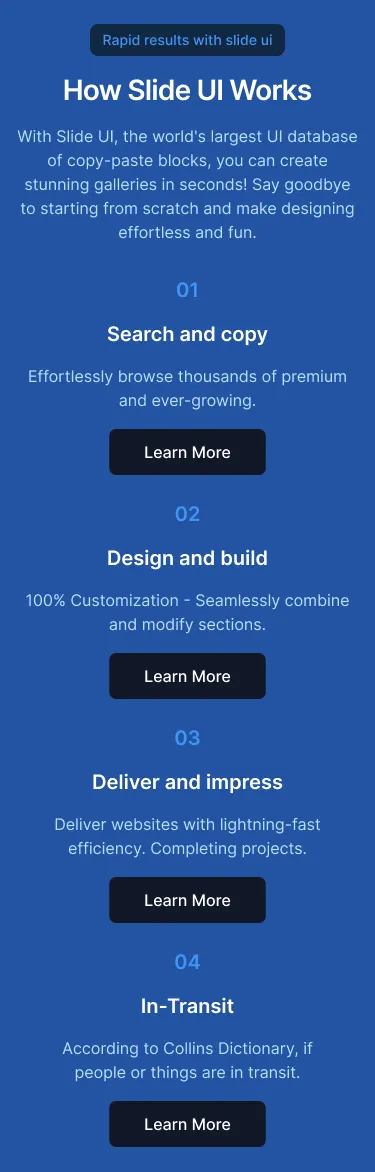 Rapid results with slide ui
How Slide UI Works
With Slide UI, the world's largest UI database
of copy-paste blocks, you can create
stunning galleries in seconds! Say goodbye
to starting from scratch and make designing
effortless and fun.
01
Search and copy
Effortlessly browse thousands of premium
and ever-growing.
Learn More
02
Design and build
100% Customization - Seamlessly combine
and modify sections.
Learn More
03
Deliver and impress
Deliver websites with lightning-fast
efficiency. Completing projects.
Learn More
04
In-Transit
According to Collins Dictionary, if
people or things are in transit.
Learn More